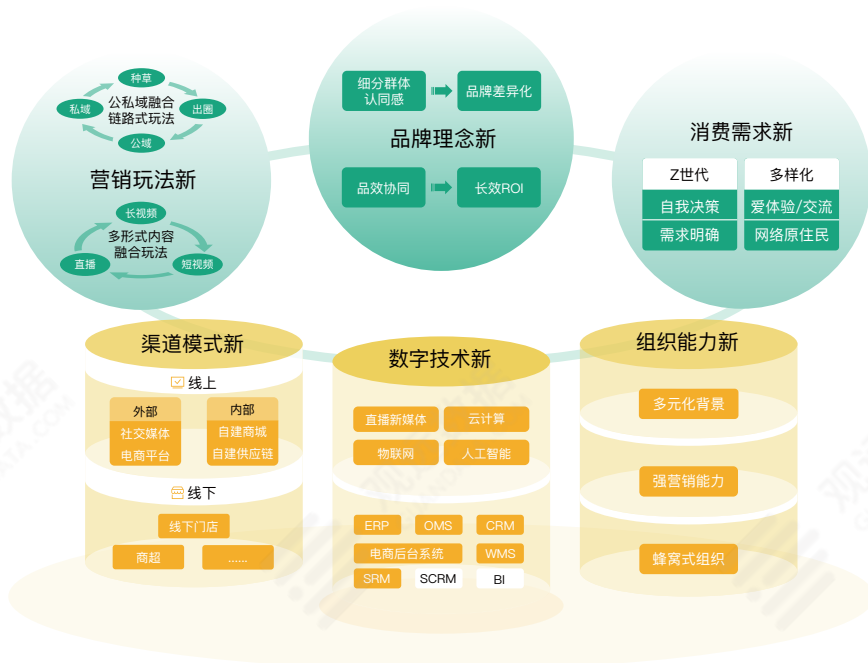 种草
私域
公私域融合
链路式玩法
出圈
公域
营销玩法新
长视频
多形式内容
融合玩法
直播
短视频
细分群体
认同感
品牌差异化
品牌理念新
品效协同
长效ROI
消费需求新
Z世代
多样化
自我决策
爱体验/交流
需求明确
网络原住民
渠道模式新
线上
外部
内部
社交媒体
自建商城
电商平台
自建供应链
线下
线下门店
商超
......
数字技术新
直播新媒体
云计算
物联网
人工智能
ERP
OMS
CRM
电商后台系统
WMS
SRM
SCRM
BI
组织能力新
多元化背景
强营销能力
蜂窝式组织